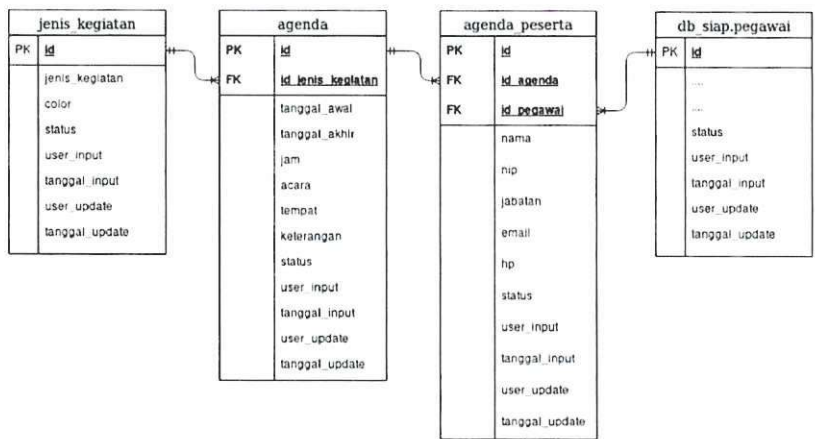 jenis_kegiatan
PK id
jenis_kegiatan
color
status
user_input
tanggal_input
user_update
tanggal_update
agenda
PK id
FK id_jenis_kegiatan
tanggal_awal
tanggal_akhir
jam
acara
tempat
keterangan
status
user_input
tanggal_input
user_update
tanggal_update
agenda_peserta
PK id
FK id_agenda
FK id_pegawai
nama
nip
jabatan
email
hp
status
user_input
tanggal_input
user_update
tanggal_update
db_siap.pegawai
PK id
....
....
status
user_input
tanggal_input
user_update
tanggal_update